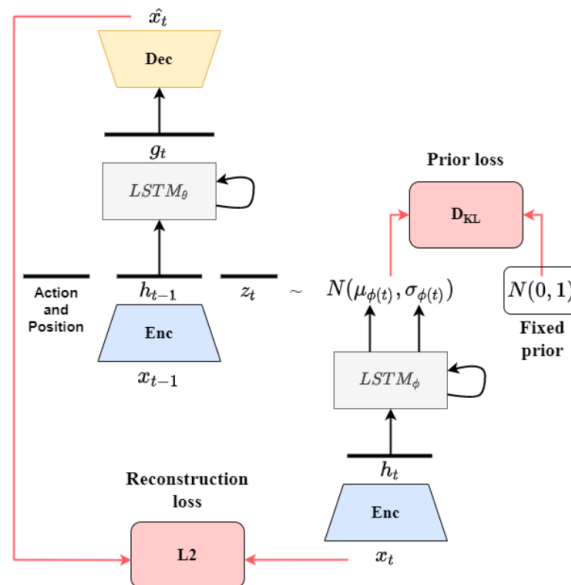 x̂_t
Dec
g_t
LSTM_θ
Prior loss
D_KL
Action
and
Position
h_{t−1}
z_t
~
N(μ_{ϕ(t)}, σ_{ϕ(t)})
N(0, 1)
Fixed
prior
Enc
x_{t−1}
LSTM_ϕ
h_t
Reconstruction
loss
Enc
L2
x_t